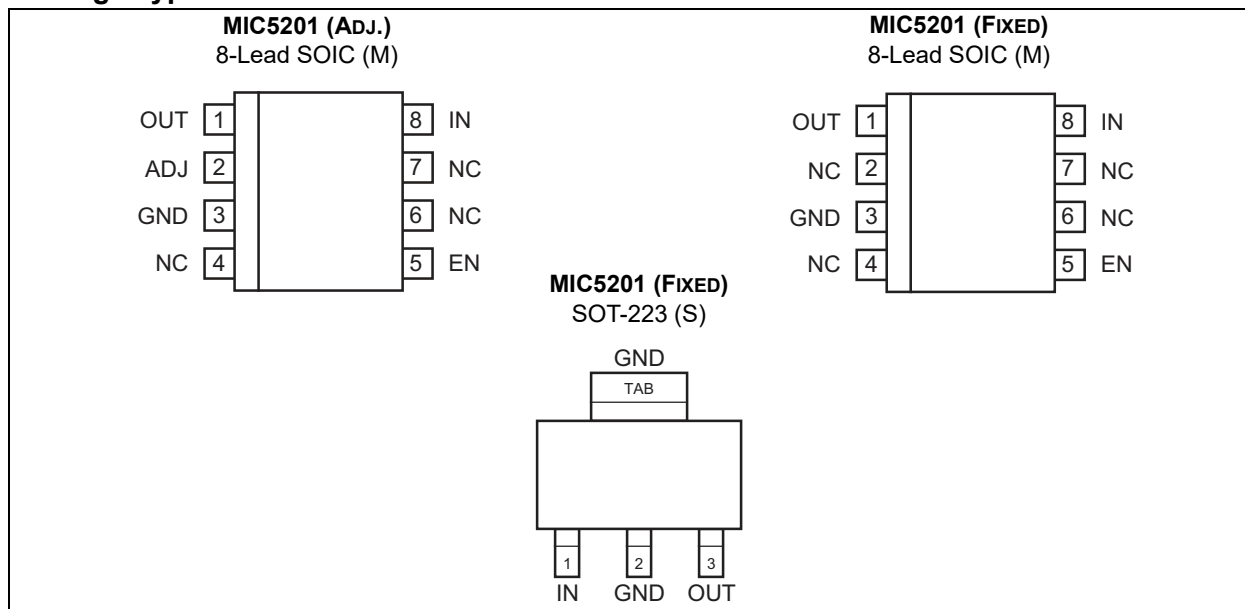 MIC5201 (ADJ.)
8-Lead SOIC (M)
OUT 1
ADJ 2
GND 3
NC 4
8 IN
7 NC
6 NC
5 EN
MIC5201 (FIXED)
8-Lead SOIC (M)
OUT 1
NC 2
GND 3
NC 4
8 IN
7 NC
6 NC
5 EN
MIC5201 (FIXED)
SOT-223 (S)
GND
TAB
1 2 3
IN GND OUT